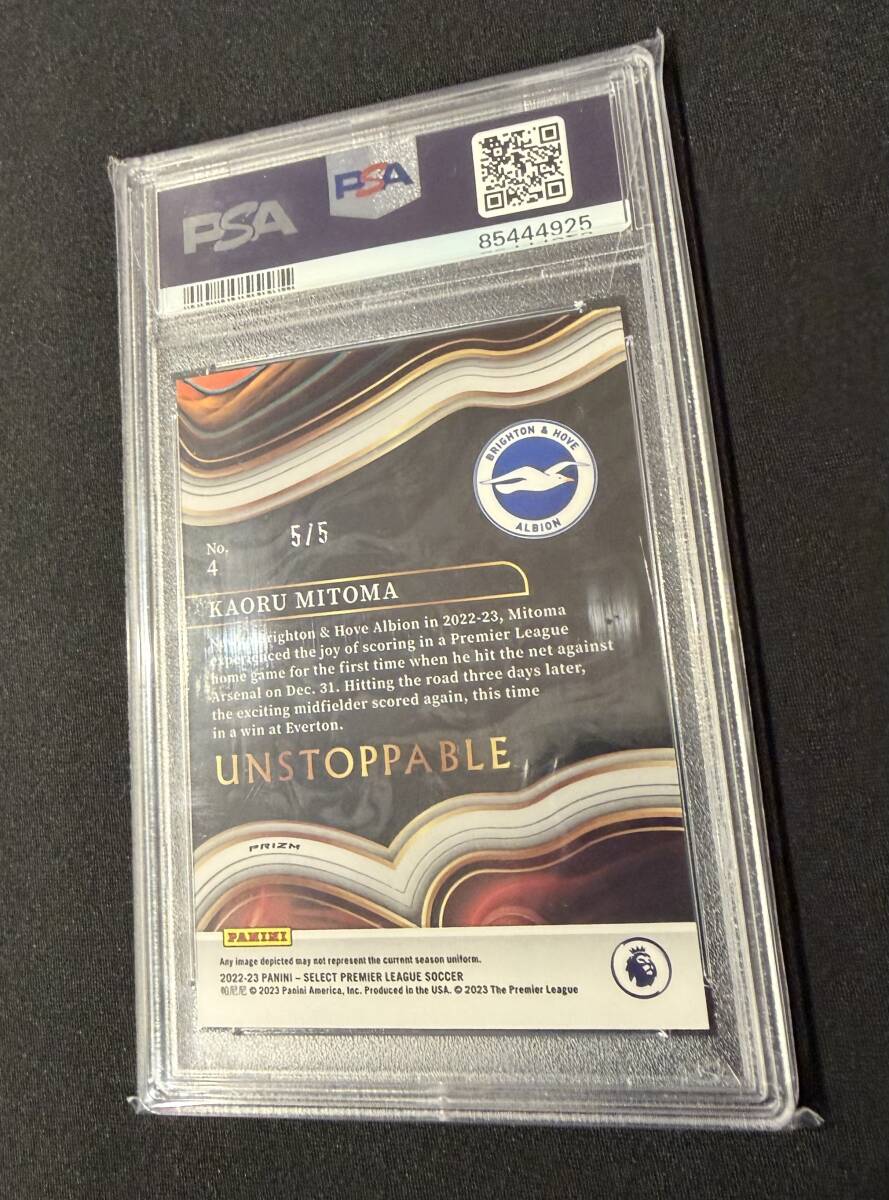 PSA
PSA
85444925
BRIGHTON & HOVE
ALBION
No. 5/5
4
KAORU MITOMA
Brighton & Hove Albion in 2022-23, Mitoma
experienced the joy of scoring in a Premier League
home game for the first time when he hit the net against
Arsenal on Dec. 31. Hitting the road three days later,
the exciting midfielder scored again, this time
in a win at Everton.
UNSTOPPABLE
PRIZM
PANINI
Any image depicted may not represent the current season uniform.
2022-23 PANINI – SELECT PREMIER LEAGUE SOCCER
帕尼尼 © 2023 Panini America, Inc. Produced in the USA. © 2023 The Premier League